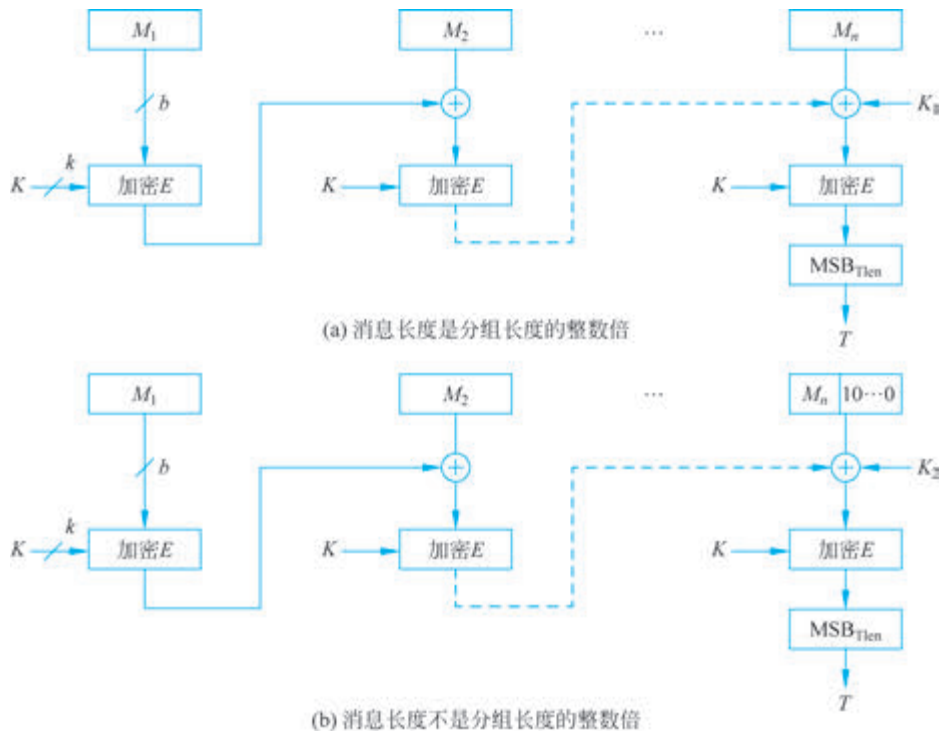 M₁ M₂ … Mₙ
b K₁
k
K 加密E K 加密E K 加密E
MSB_Tlen
T
(a) 消息长度是分组长度的整数倍
M₁ M₂ … Mₙ 10…0
b K₂
k
K 加密E K 加密E K 加密E
MSB_Tlen
T
(b) 消息长度不是分组长度的整数倍